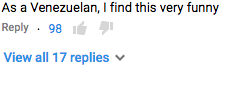 As a Venezuelan, I find this very funny
Reply · 98
View all 17 replies